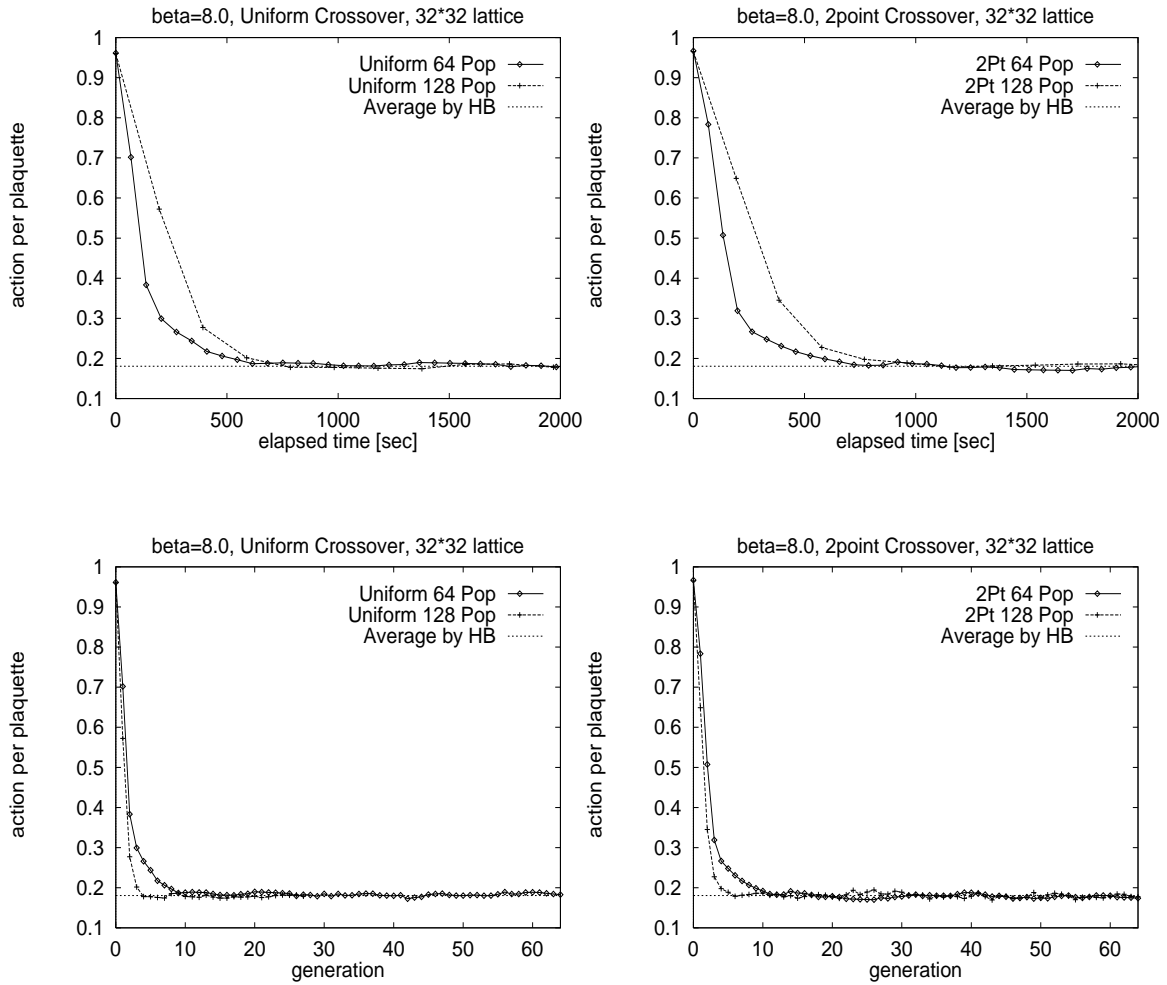 beta=8.0, Uniform Crossover, 32*32 lattice
1
0.9
0.8
0.7
0.6
0.5
0.4
0.3
0.2
0.1
action per plaquette
Uniform 64 Pop
Uniform 128 Pop
Average by HB
0 500 1000 1500 2000
elapsed time [sec]
beta=8.0, 2point Crossover, 32*32 lattice
1
0.9
0.8
0.7
0.6
0.5
0.4
0.3
0.2
0.1
action per plaquette
2Pt 64 Pop
2Pt 128 Pop
Average by HB
0 500 1000 1500 2000
elapsed time [sec]
beta=8.0, Uniform Crossover, 32*32 lattice
1
0.9
0.8
0.7
0.6
0.5
0.4
0.3
0.2
0.1
action per plaquette
Uniform 64 Pop
Uniform 128 Pop
Average by HB
0 10 20 30 40 50 60
generation
beta=8.0, 2point Crossover, 32*32 lattice
1
0.9
0.8
0.7
0.6
0.5
0.4
0.3
0.2
0.1
action per plaquette
2Pt 64 Pop
2Pt 128 Pop
Average by HB
0 10 20 30 40 50 60
generation